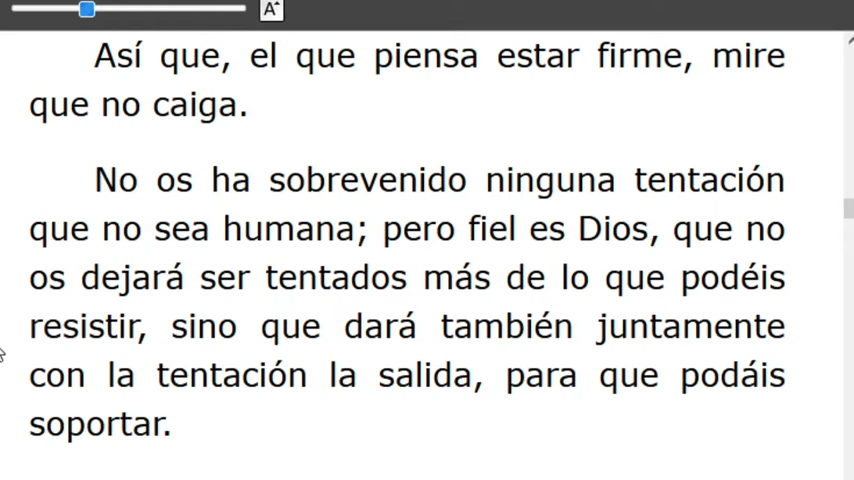 A
Así que, el que piensa estar firme, mire
que no caiga.
No os ha sobrevenido ninguna tentación
que no sea humana; pero fiel es Dios, que no
os dejará ser tentados más de lo que podéis
resistir, sino que dará también juntamente
con la tentación la salida, para que podáis
soportar.